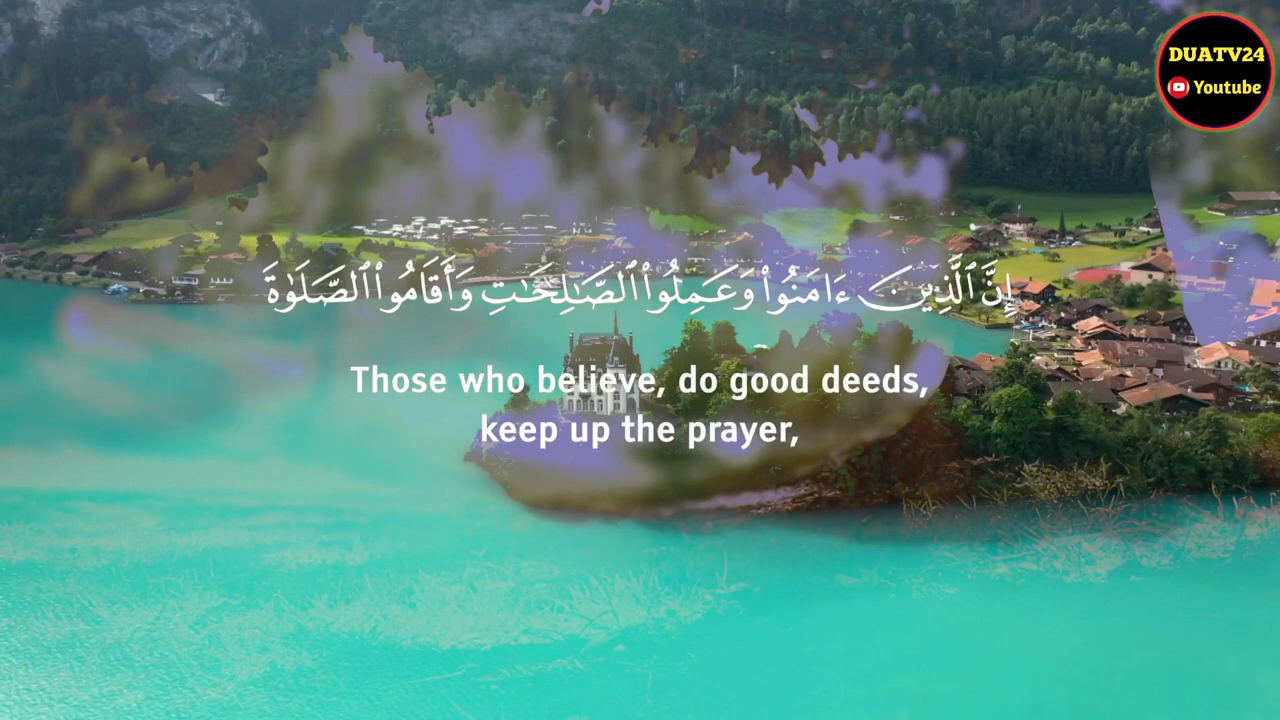 DUATV24
Youtube
إِنَّ ٱلَّذِينَ ءَامَنُوا۟ وَعَمِلُوا۟ ٱلصَّـٰلِحَـٰتِ وَأَقَامُوا۟ ٱلصَّلَوٰةَ
Those who believe, do good deeds,
keep up the prayer,